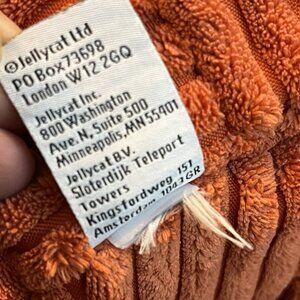 ©Jellycat Ltd
PO Box 73698
London W12 2GQ
Jellycat Inc.
800 Washington
Ave. N, Suite 500
Minneapolis, MN 55401
Jellycat B.V.
Sloterdijk Teleport
Towers
Kingsfordweg 151
Amsterdam 1043GR